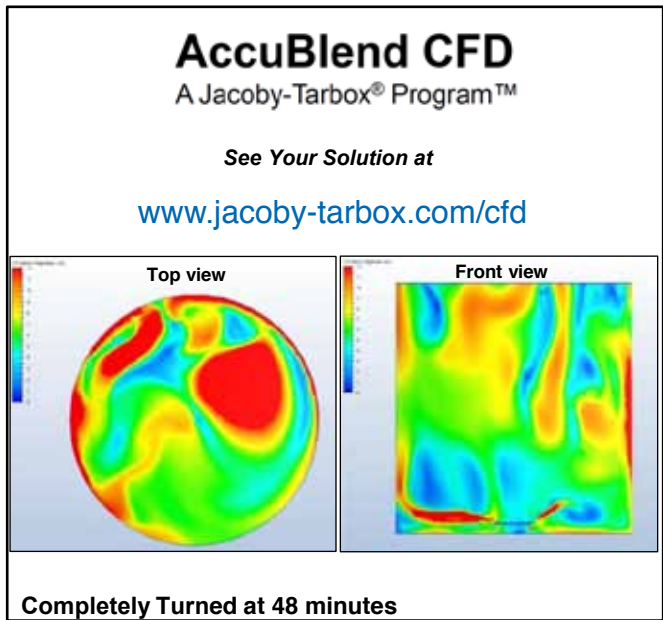 AccuBlend CFD
A Jacoby-Tarbox® Program™
See Your Solution at
www.jacoby-tarbox.com/cfd
Top view
Front view
Completely Turned at 48 minutes